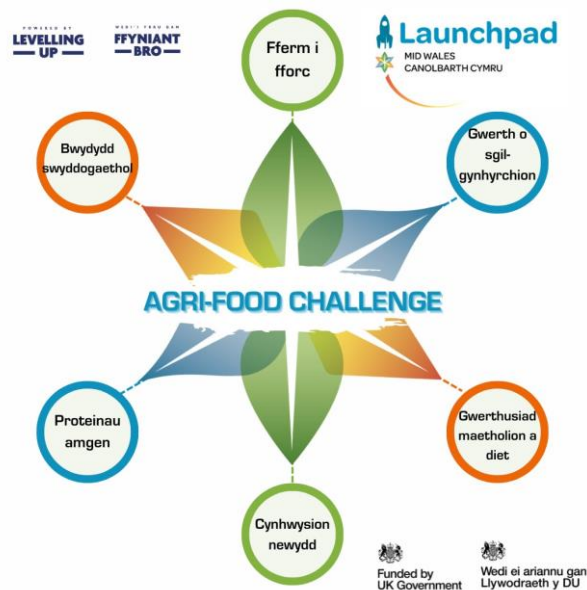 POWERED BY
LEVELLING
UP
WEDI'I YRRU GAN
FFYNIANT
BRO
Fferm i
fforc
Launchpad
MID WALES
CANOLBARTH CYMRU
Bwydydd
swyddogaethol
Gwerth o
sgil-
gynhyrchion
AGRI-FOOD CHALLENGE
Proteinau
amgen
Gwerthusiad
maetholion a
diet
Cynhwysion
newydd
Funded by
UK Government
Wedi ei ariannu gan
Llywodraeth y DU